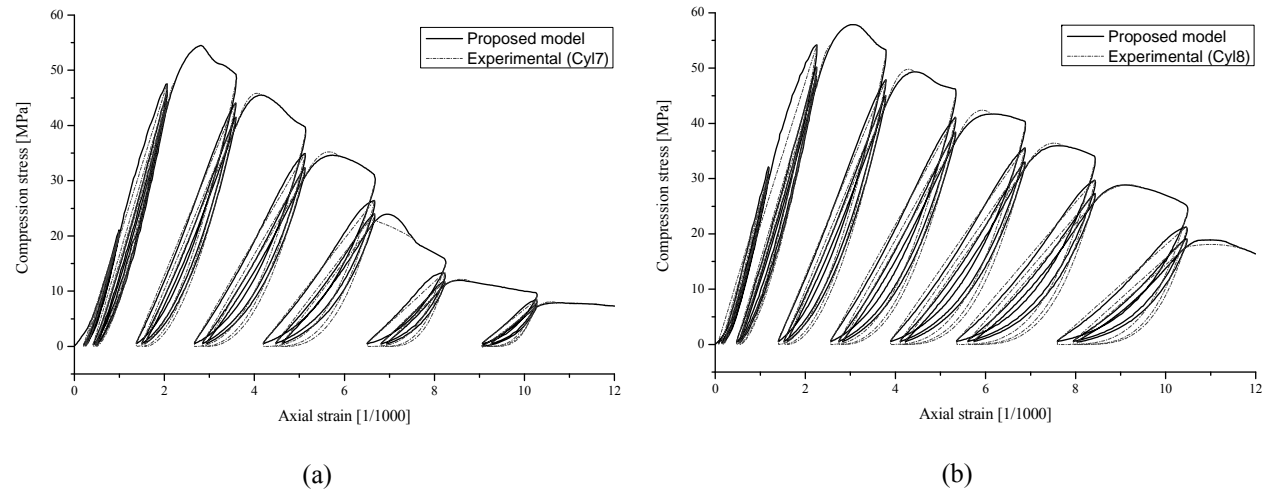 60
50
40
30
20
10
0
Compression stress [MPa]
Proposed model
Experimental (Cyl7)
0 2 4 6 8 10 12
Axial strain [1/1000]
(a)
60
50
40
30
20
10
0
Compression stress [MPa]
Proposed model
Experimental (Cyl8)
0 2 4 6 8 10 12
Axial strain [1/1000]
(b)